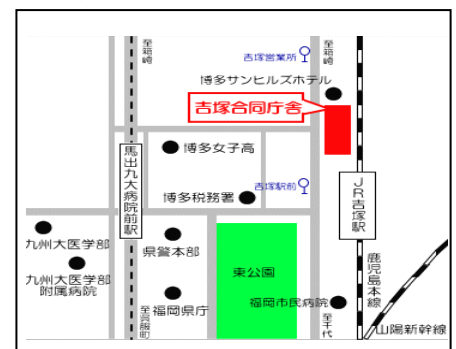 至箱崎
吉塚営業所
至箱崎
博多サンヒルズホテル
吉塚合同庁舎
博多女子高
馬出九大病院前駅
吉塚駅前
博多税務署
JR吉塚駅
九州大医学部
県警本部
九州大医学部
附属病院
東公園
鹿児島本線
至呉服町
福岡県庁
福岡市民病院
至千代
山陽新幹線